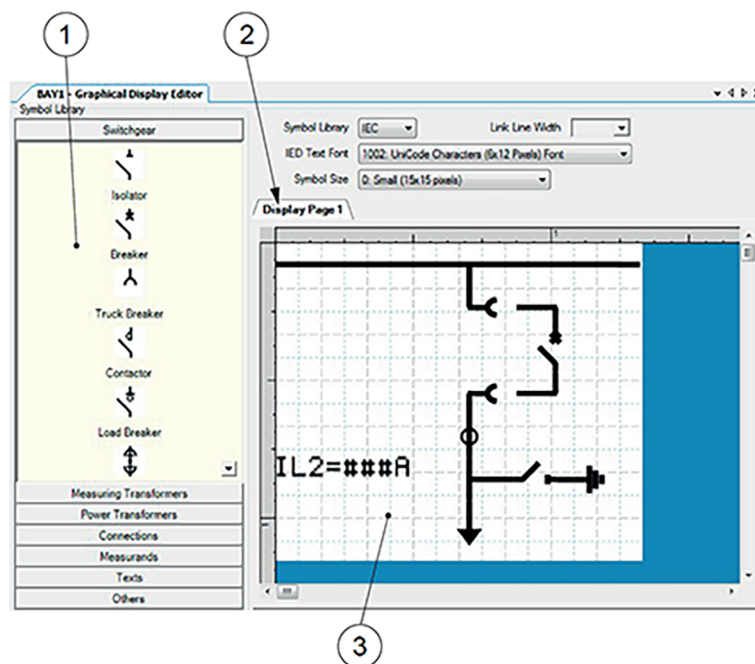 1
2
BAY1 - Graphical Display Editor
Symbol Library
Switchgear
Isolator
Breaker
Truck Breaker
Contactor
Load Breaker
Measuring Transformers
Power Transformers
Connections
Measurands
Texts
Others
Symbol Library IEC Link Line Width
IED Text Font 1002: UniCode Characters (6x12 Pixels) Font
Symbol Size 0: Small (15x15 pixels)
Display Page 1
1
IL2=###A
3